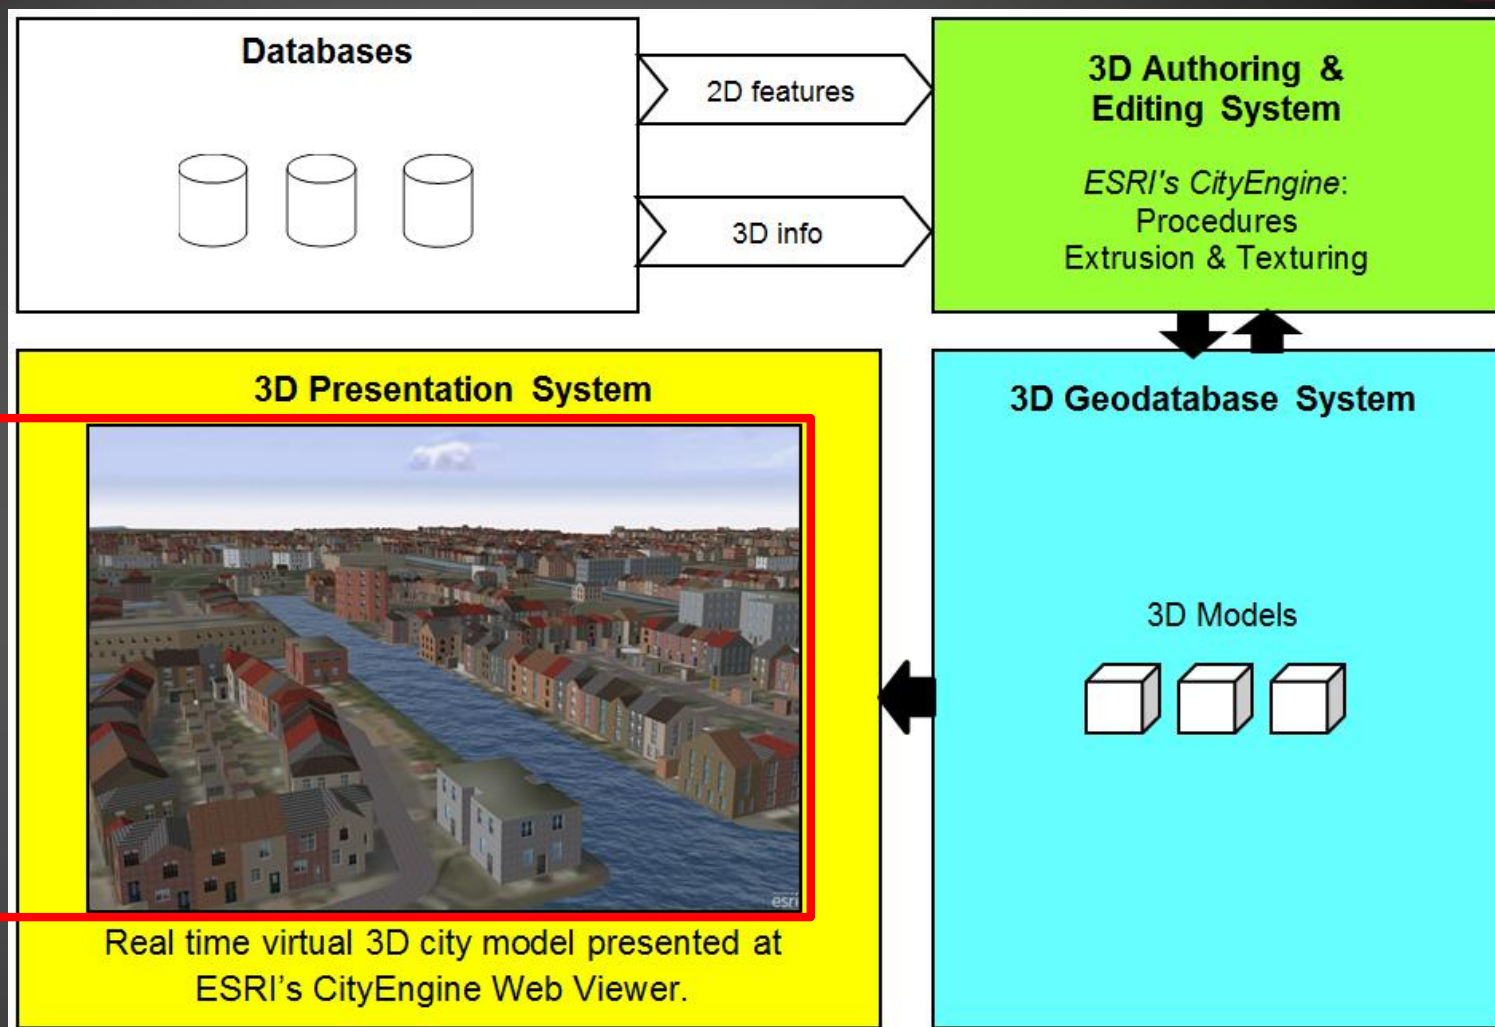 Databases
2D features
3D info
3D Authoring &
Editing System
ESRI's CityEngine:
Procedures
Extrusion & Texturing
3D Presentation System
esri
Real time virtual 3D city model presented at
ESRI's CityEngine Web Viewer.
3D Geodatabase System
3D Models